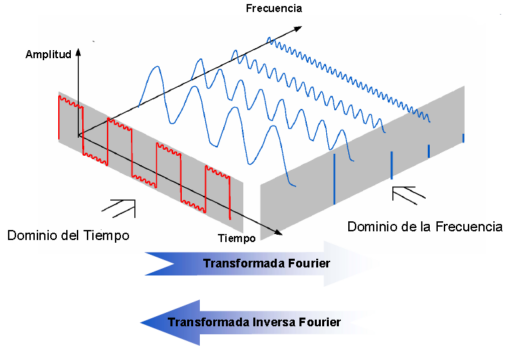 Frecuencia
Amplitud
Tiempo
Dominio del Tiempo
Dominio de la Frecuencia
Transformada Fourier
Transformada Inversa Fourier